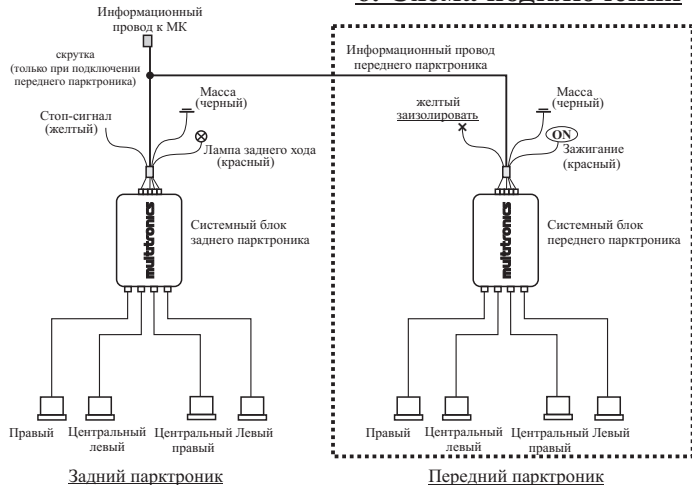 Информационный
провод к МК
скрутка
(только при подключении
переднего парктроника)
Информационный провод
переднего парктроника
Стоп-сигнал
(желтый)
Масса
(черный)
Лампа заднего хода
(красный)
желтый
заизолировать
Масса
(черный)
ON
Зажигание
(красный)
multitronics
Системный блок
заднего парктроника
multitronics
Системный блок
переднего парктроника
Правый
Центральный
левый
Центральный
правый
Левый
Правый
Центральный
левый
Центральный
правый
Левый
Задний парктроник
Передний парктроник